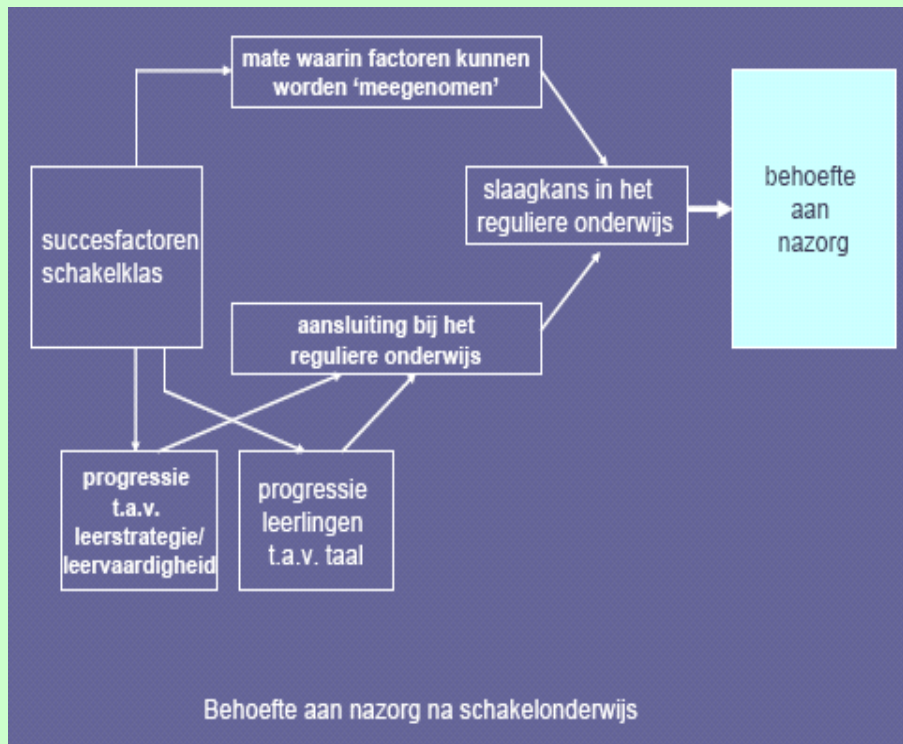 mate waarin factoren kunnen
worden ‘meegenomen’
succesfactoren
schakelklas
slaagkans in het
reguliere onderwijs
behoefte
aan
nazorg
aansluiting bij het
reguliere onderwijs
progressie
t.a.v.
leerstrategie/
leervaardigheid
progressie
leerlingen
t.a.v. taal
Behoefte aan nazorg na schakelonderwijs